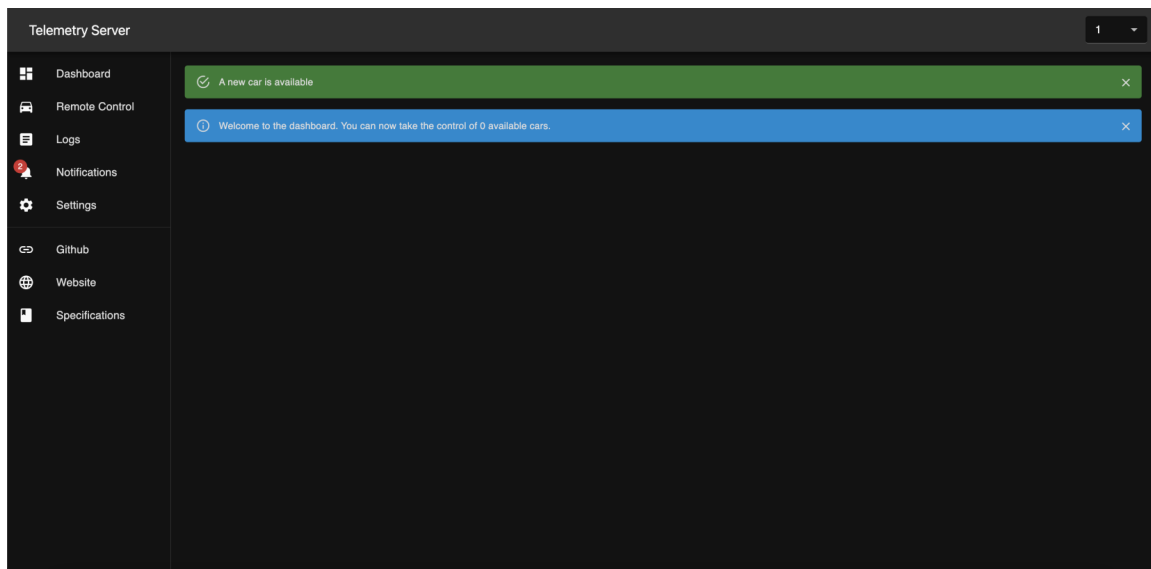 Telemetry Server
1
Dashboard
Remote Control
Logs
2
Notifications
Settings
Github
Website
Specifications
A new car is available
Welcome to the dashboard. You can now take the control of 0 available cars.